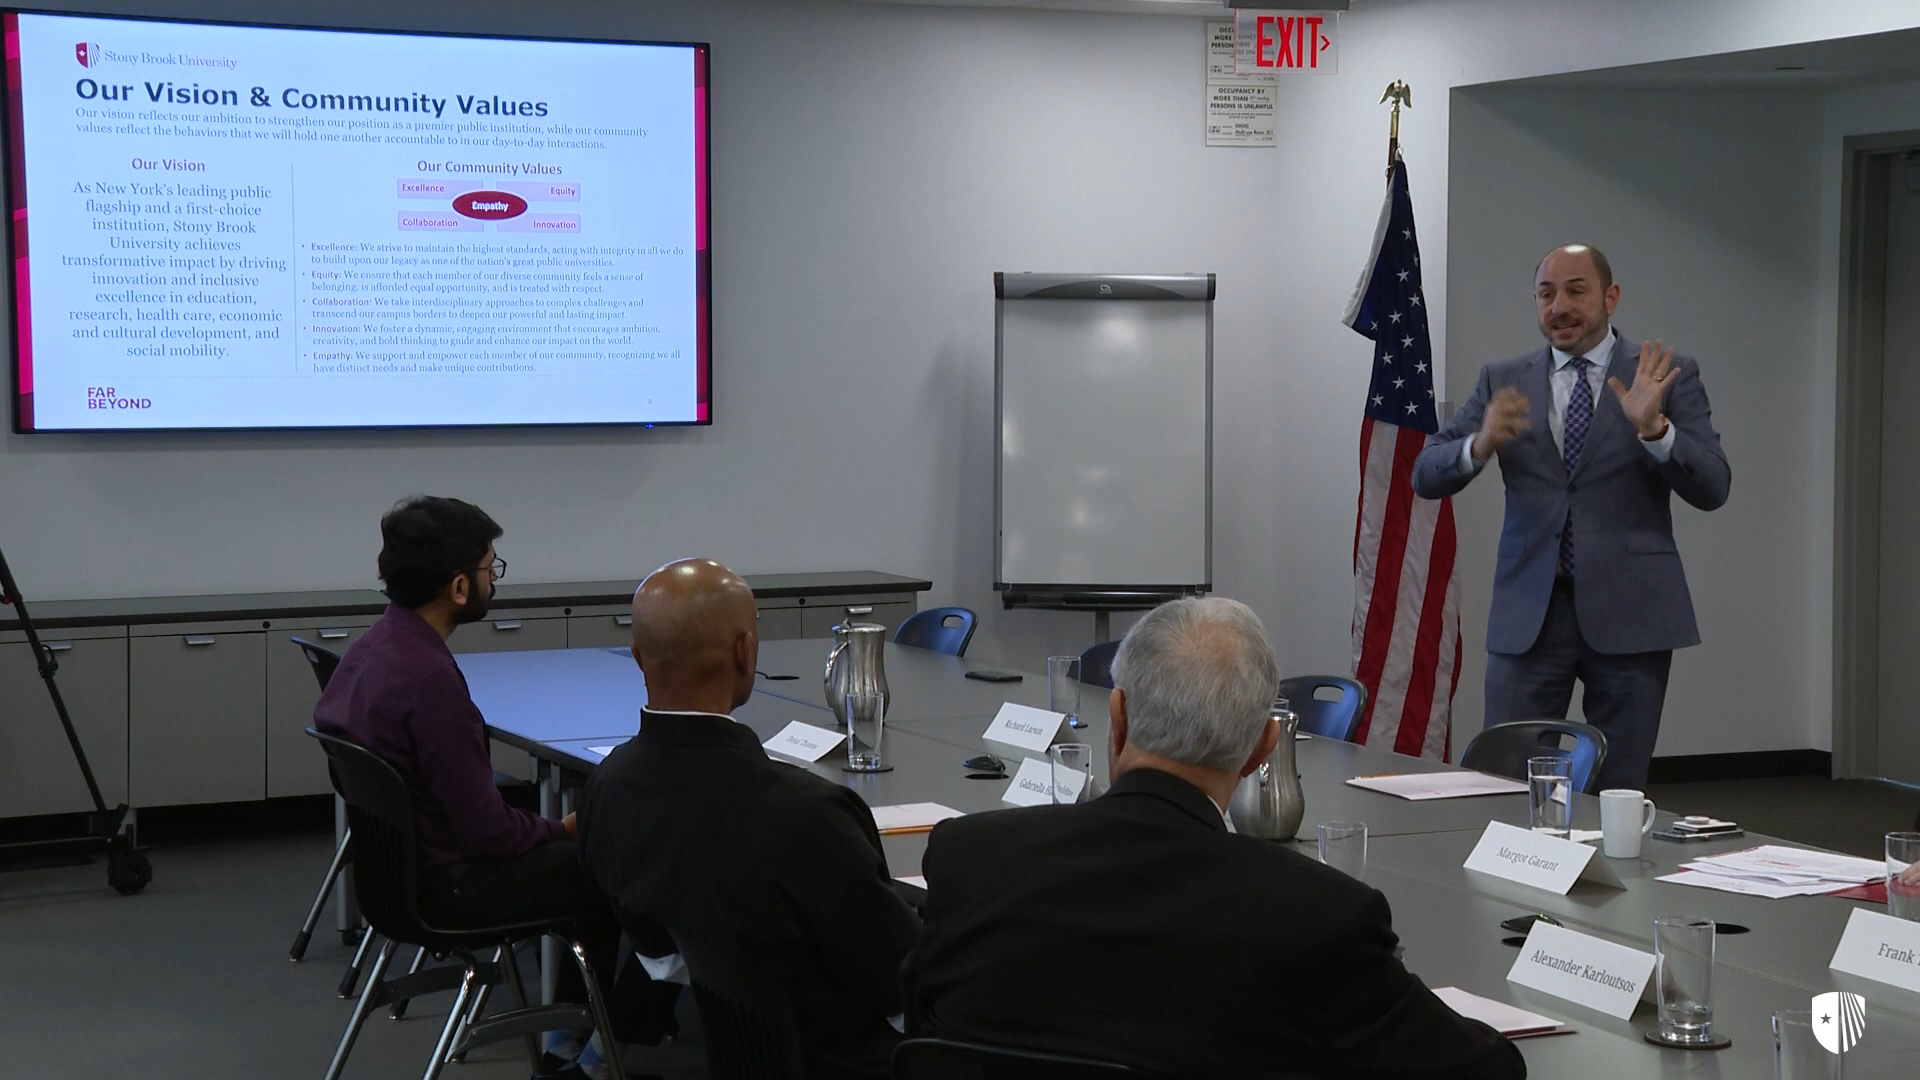 Stony Brook University
Our Vision & Community Values
Our vision reflects our ambition to strengthen our position as a premier public institution, while our community
values reflect the behaviors that we will hold one another accountable to in our day-to-day interactions.
Our Vision
As New York's leading public
flagship and a first-choice
institution, Stony Brook
University achieves
transformative impact by driving
innovation and inclusive
excellence in education,
research, health care, economic
and cultural development, and
social mobility.
Our Community Values
Excellence
Equity
Empathy
Collaboration
Innovation
• Excellence: We strive to maintain the highest standards, acting with integrity in all we do
to build upon our legacy as one of the nation's great public universities.
• Equity: We ensure that each member of our diverse community feels a sense of
belonging, is afforded equal opportunity, and is treated with respect.
• Collaboration: We take interdisciplinary approaches to complex challenges and
transcend our campus borders to deepen our powerful and lasting impact.
• Innovation: We foster a dynamic, engaging environment that encourages ambition,
creativity, and bold thinking to guide and enhance our impact on the world.
• Empathy: We support and empower each member of our community, recognizing we all
have distinct needs and make unique contributions.
FAR
BEYOND
5
EXIT
OCCUPANCY BY
MORE THAN
PERSONS IS UNLAWFUL
Richard Larson
Gabriella
Margot Garant
Alexander Karloutsos
Frank